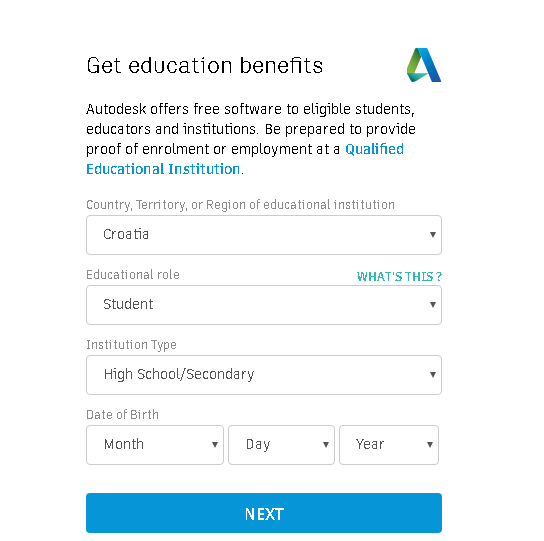 Get education benefits
Autodesk offers free software to eligible students,
educators and institutions. Be prepared to provide
proof of enrolment or employment at a Qualified
Educational Institution.
Country, Territory, or Region of educational institution
Croatia
Educational role WHAT'S THIS?
Student
Institution Type
High School/Secondary
Date of Birth
Month Day Year
NEXT